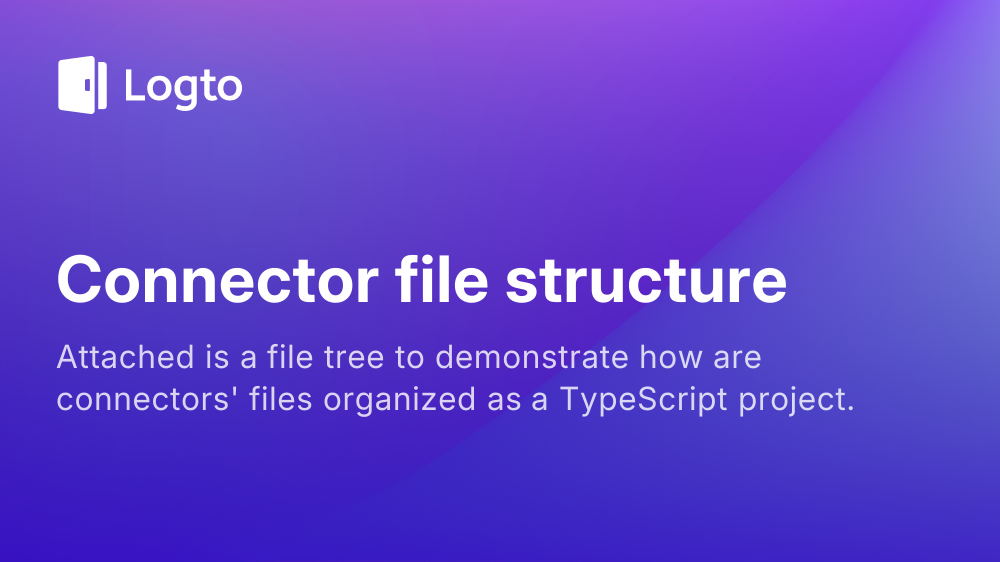 Logto
Connector file structure
Attached is a file tree to demonstrate how are
connectors' files organized as a TypeScript project.